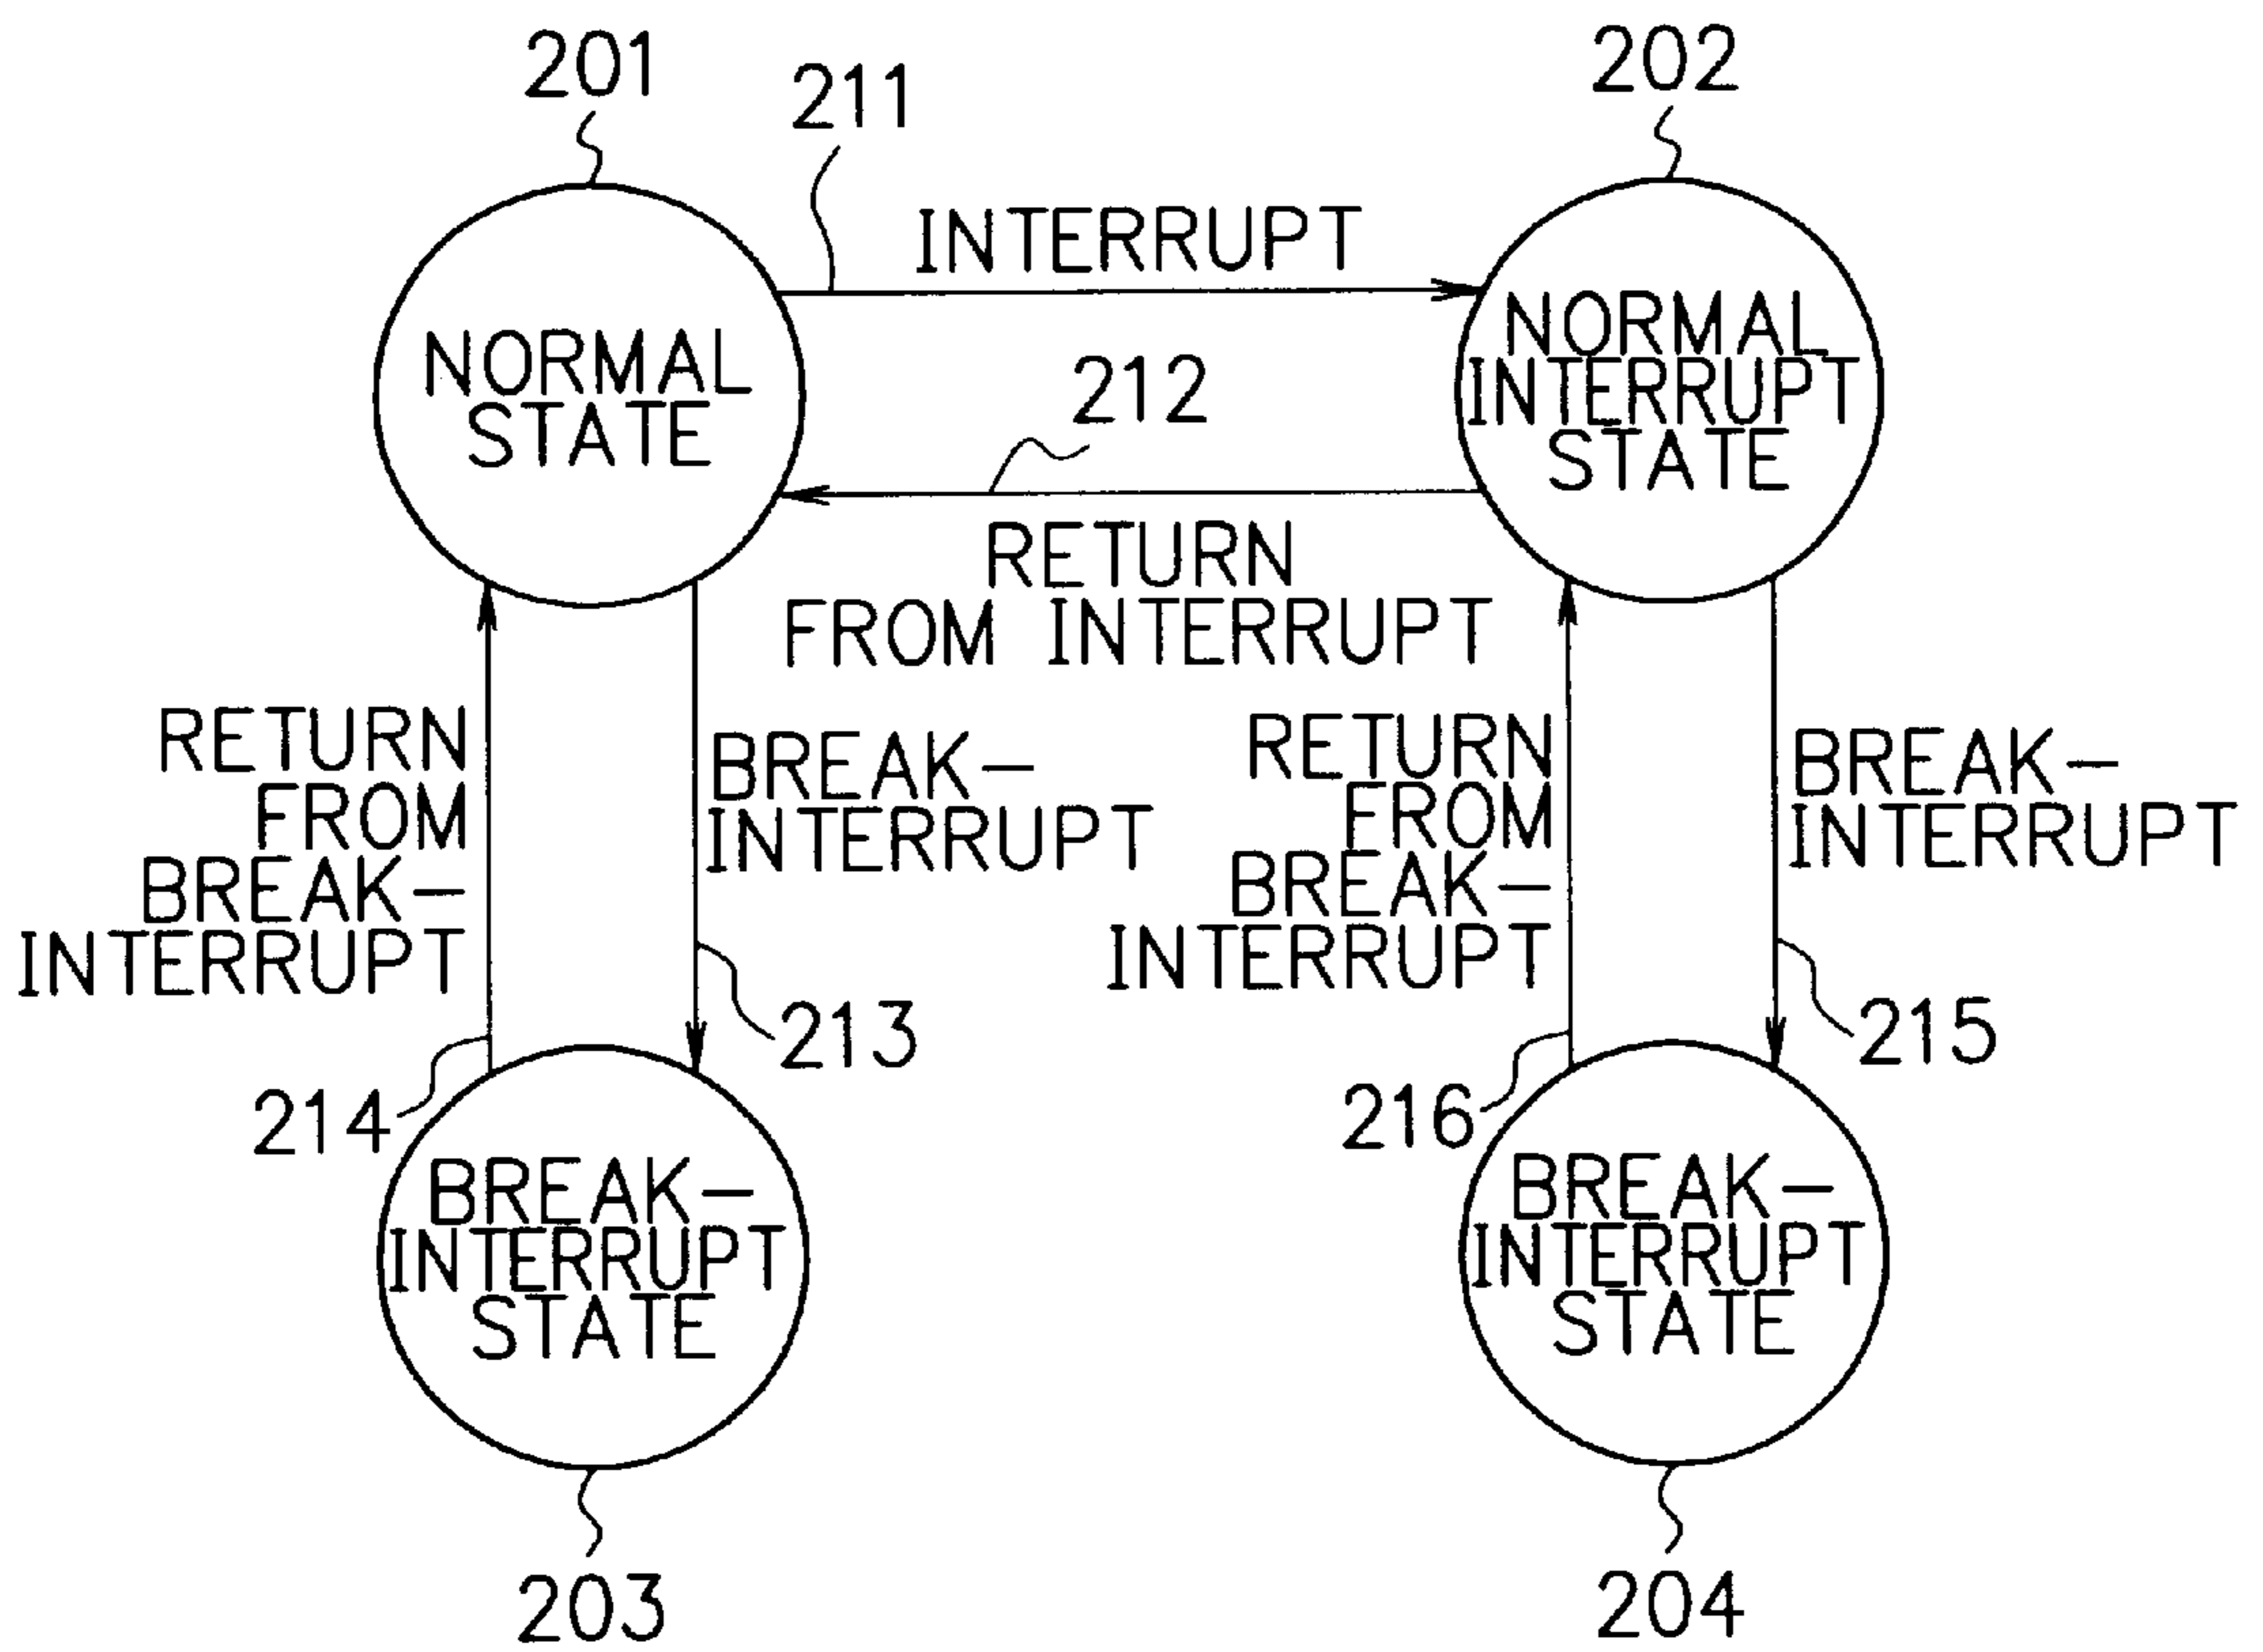 201
202
211
INTERRUPT
NORMAL
STATE
NORMAL
INTERRUPT
STATE
212
RETURN
FROM INTERRUPT
RETURN
FROM
BREAK-
INTERRUPT
BREAK-
INTERRUPT
RETURN
FROM
BREAK-
INTERRUPT
BREAK-
INTERRUPT
213
214
215
216
BREAK-
INTERRUPT
STATE
BREAK-
INTERRUPT
STATE
203
204